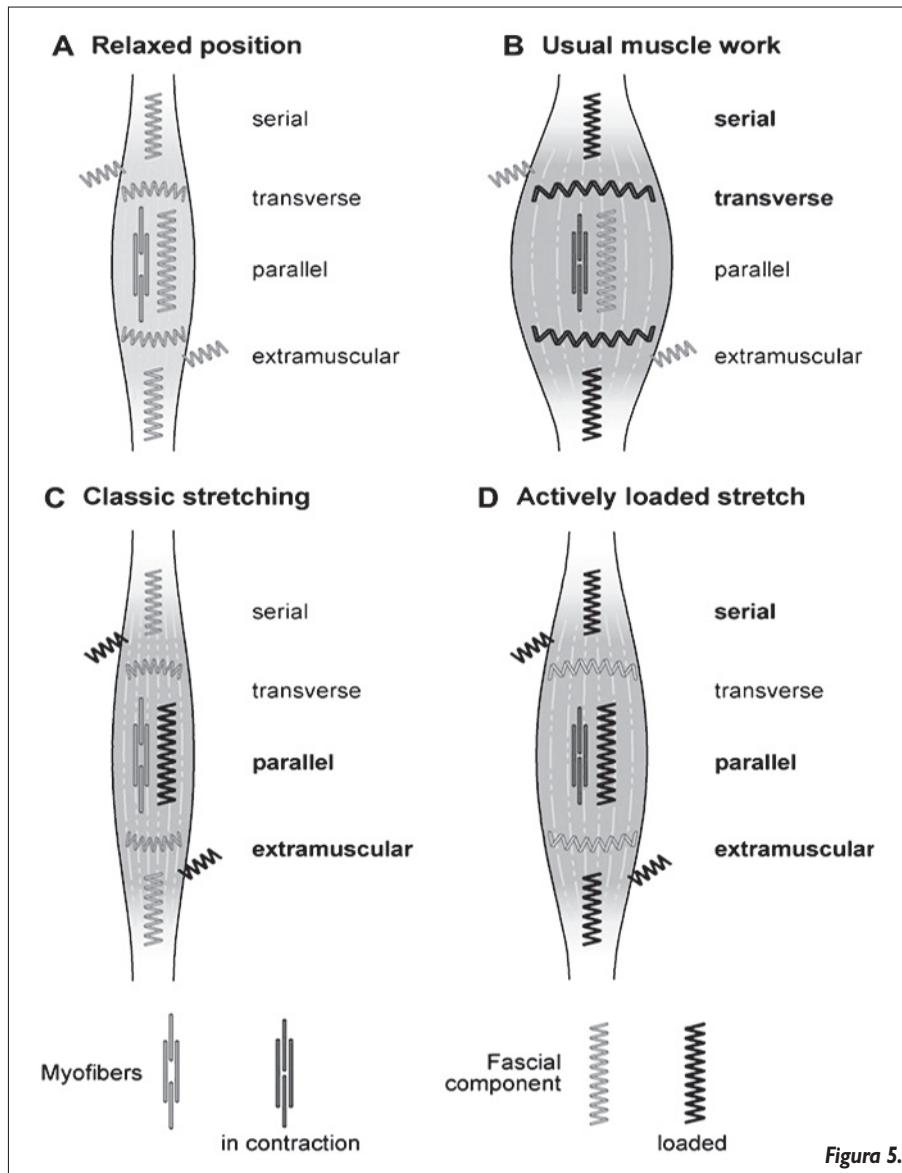 A Relaxed position
serial
transverse
parallel
extramuscular
B Usual muscle work
serial
transverse
parallel
extramuscular
C Classic stretching
serial
transverse
parallel
extramuscular
D Actively loaded stretch
serial
transverse
parallel
extramuscular
Myofibers
in contraction
Fascial
component
loaded
Figura 5.